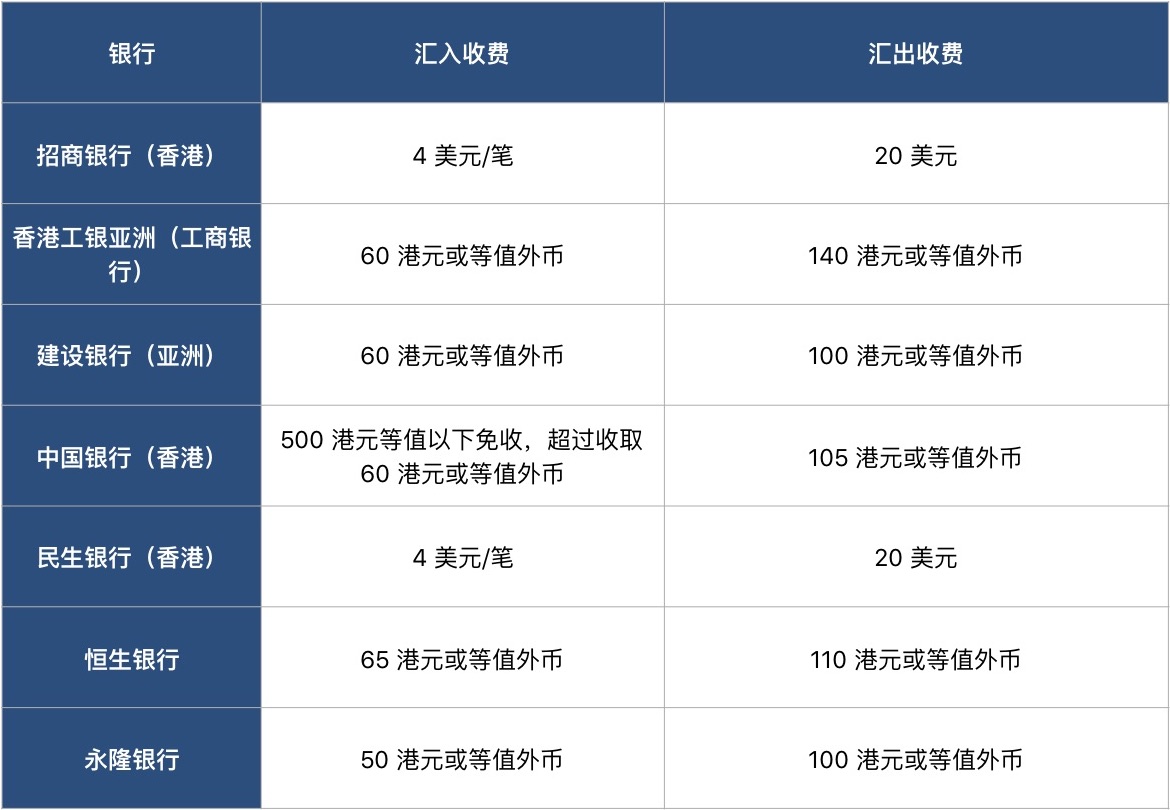 银行 汇入收费 汇出收费
招商银行（香港） 4 美元/笔 20 美元
香港工银亚洲（工商银
行） 60 港元或等值外币 140 港元或等值外币
建设银行（亚洲） 60 港元或等值外币 100 港元或等值外币
中国银行（香港） 500 港元等值以下免收，超过收取
60 港元或等值外币 105 港元或等值外币
民生银行（香港） 4 美元/笔 20 美元
恒生银行 65 港元或等值外币 110 港元或等值外币
永隆银行 50 港元或等值外币 100 港元或等值外币